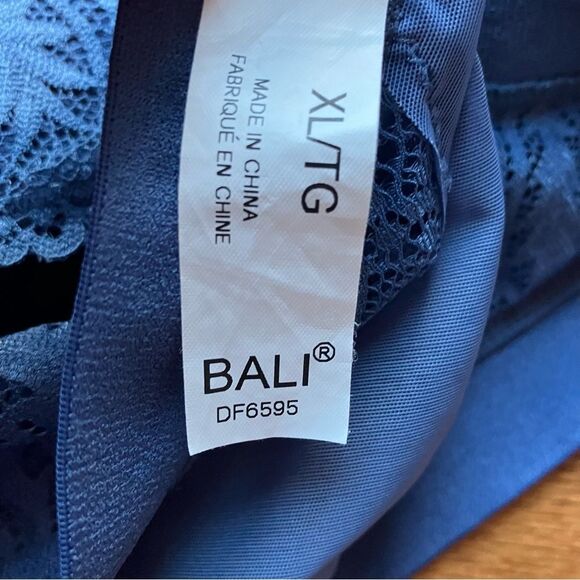 XL/TG
MADE IN CHINA
FABRIQUÉ EN CHINE
BALI®
DF6595